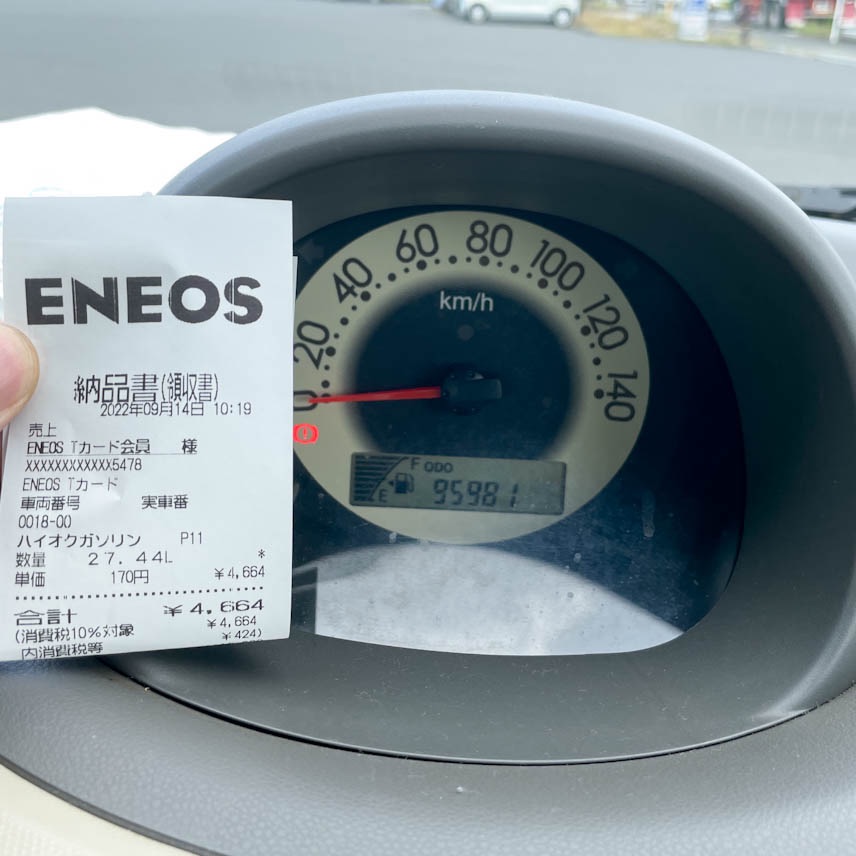 ENEOS
納品書(領収書)
2022年09月14日 10:19
売上
ENEOS Tカード会員 様
XXXXXXXXXXXX5478
ENEOS Tカード
車両番号 実車番
0018-00
ハイオクガソリン P11
数量 27.44L *
単価 170円 ¥4,664
合計 ¥4,664
¥4,664
(消費税10%対象
¥424)
内消費税等
0 20 40 60 80 100 120 140
km/h
F ODO
E 95981